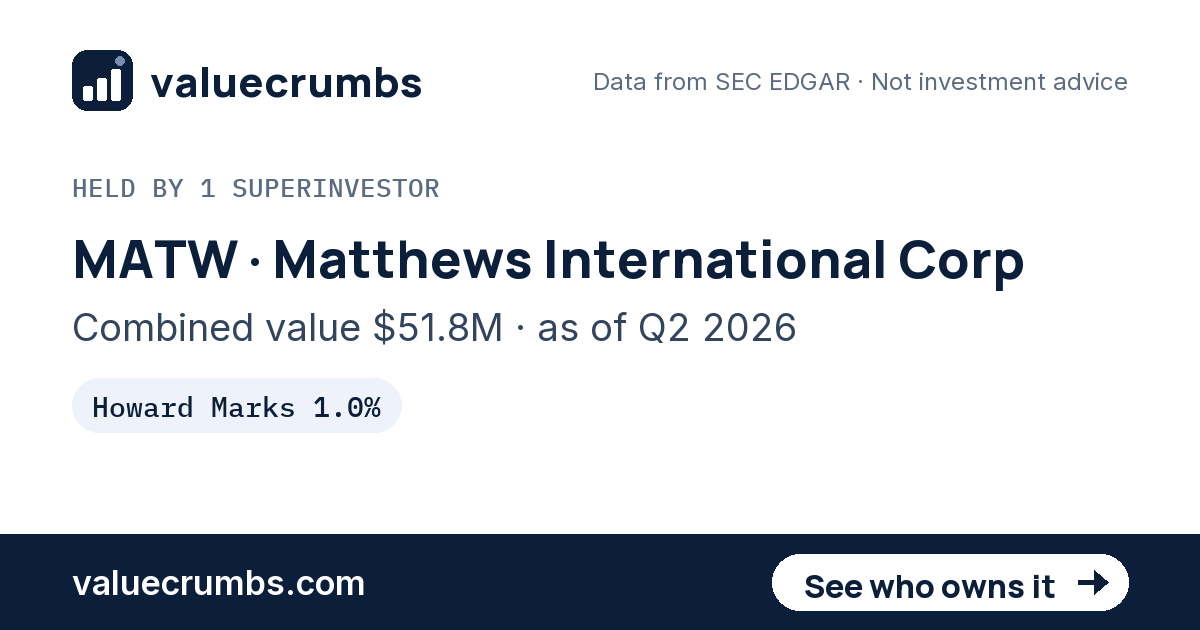 valuecrumbs
Data from SEC EDGAR · Not investment advice
HELD BY 1 SUPERINVESTOR
MATW · Matthews International Corp
Combined value $51.8M · as of Q2 2026
Howard Marks 1.0%
valuecrumbs.com
See who owns it →